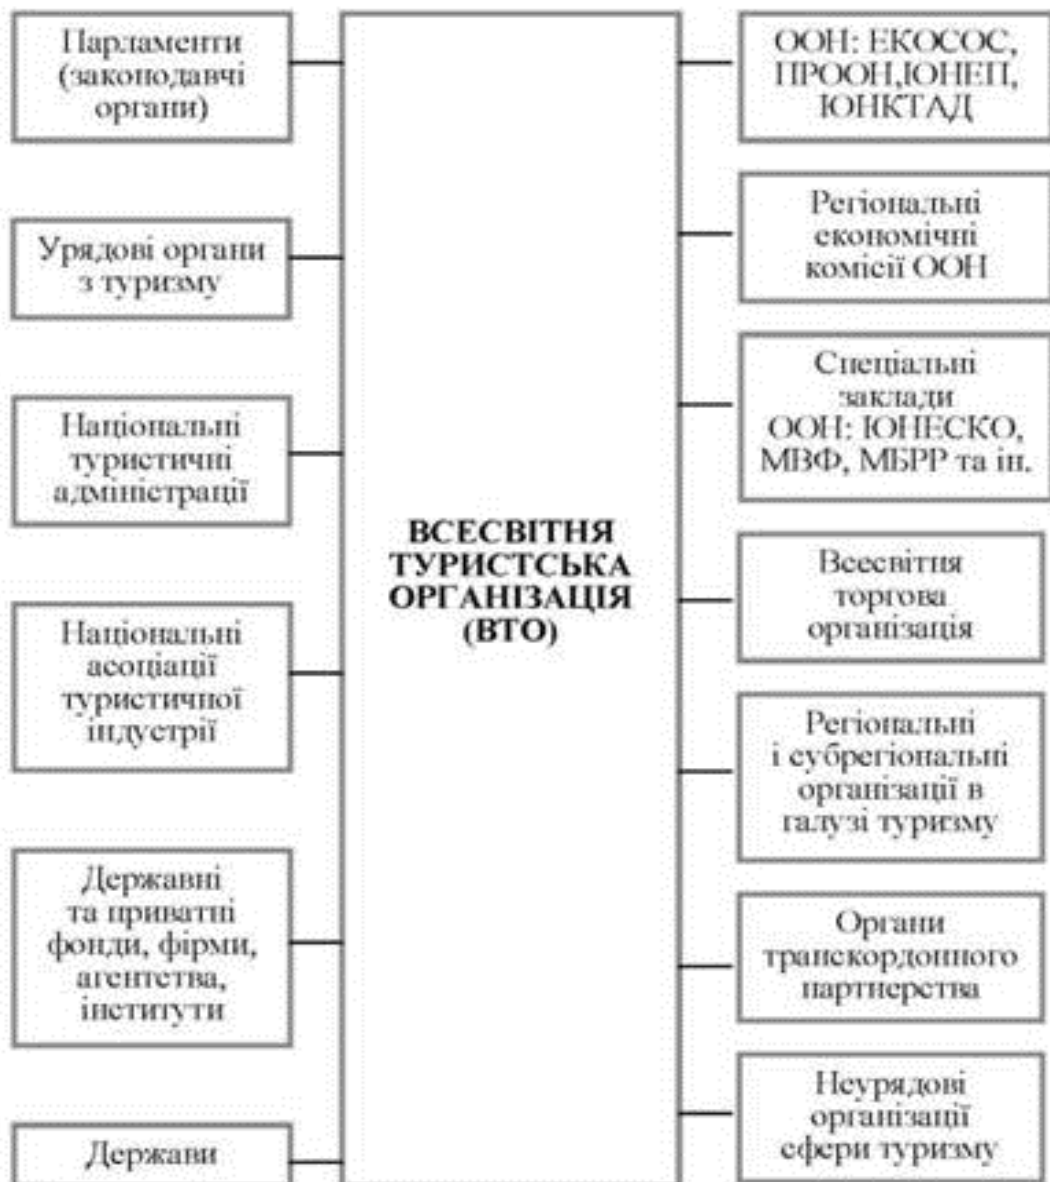 Парламенти
(законодавчі
органи)
Урядові органи
з туризму
Національні
туристичні
адміністрації
Національні
асоціації
туристичної
індустрії
Державні
та приватні
фонди, фірми,
агентства,
інститути
Держави
ВСЕСВІТНЯ
ТУРИСТСЬКА
ОРГАНІЗАЦІЯ
(ВТО)
ООН: ЕКОСОС,
ПРООН,ЮНЕП,
ЮНКТАД
Регіональні
економічні
комісії ООН
Спеціальні
заклади
ООН: ЮНЕСКО,
МВФ, МБРР та ін.
Всесвітня
торгова
організація
Регіональні
і субрегіональні
організації в
галузі туризму
Органи
транскордонного
партнерства
Неурядові
організації
сфери туризму